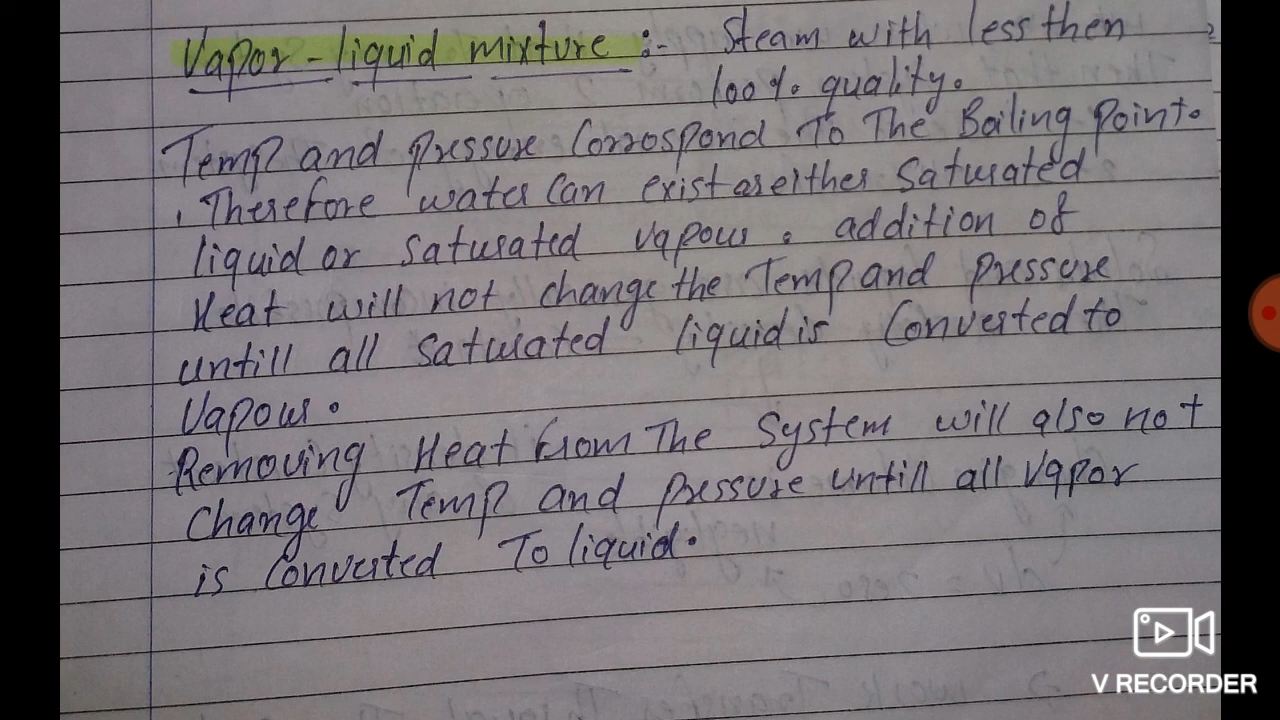 Vapor-liquid mixture :- Steam with less then
100% quality.
Temp and pressure Corrospond To The Boiling Point.
Therefore water Can exist as either Saturated
liquid or saturated vapour. addition of
Heat will not change the Temp and pressure
untill all saturated liquid is Converted to
Vapour.
Removing Heat from The System will also not
change Temp and pressure untill all vapor
is Converted To liquid.
V RECORDER